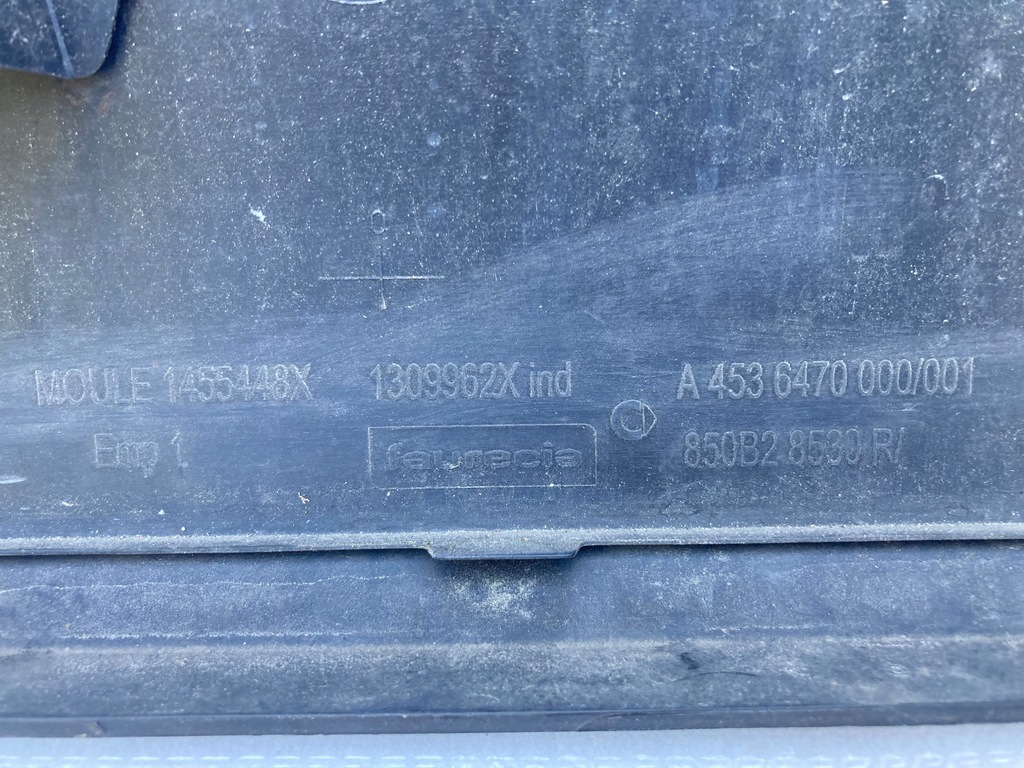 MOULE 1455448X 1309962X ind A 453 6470 000/001
Emp 1 faurecia 850B2 8530 R/